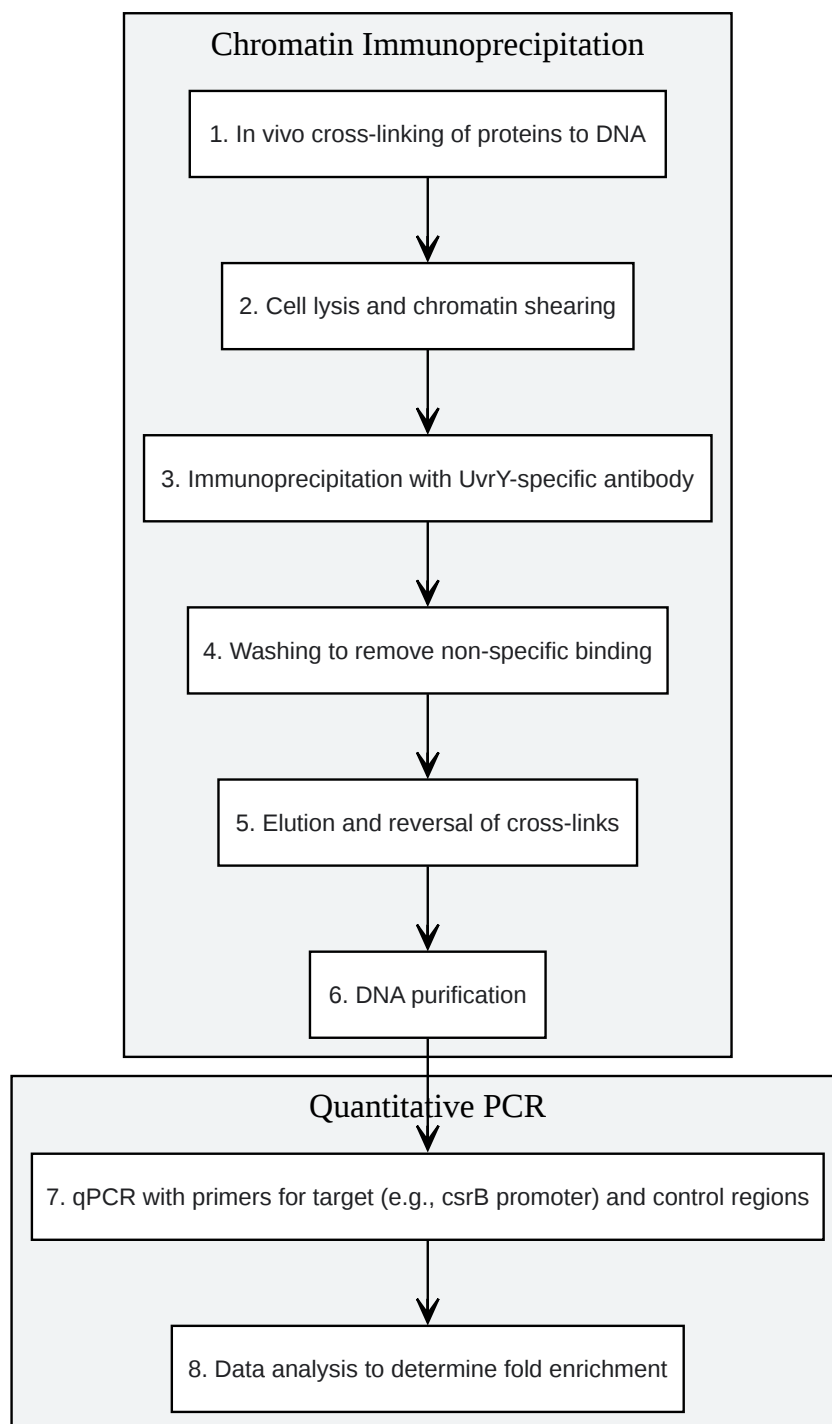 Chromatin Immunoprecipitation
1. In vivo cross-linking of proteins to DNA
2. Cell lysis and chromatin shearing
3. Immunoprecipitation with UvrY-specific antibody
4. Washing to remove non-specific binding
5. Elution and reversal of cross-links
6. DNA purification
Quantitative PCR
7. qPCR with primers for target (e.g., csrB promoter) and control regions
8. Data analysis to determine fold enrichment